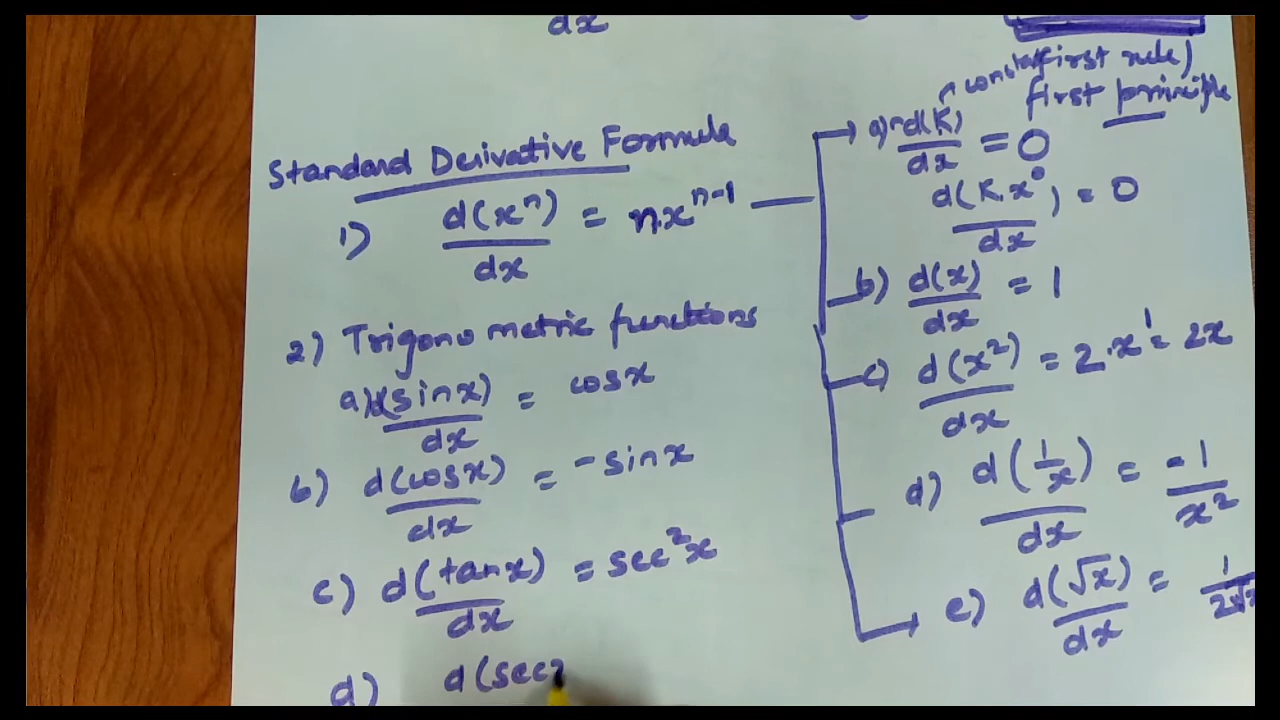 dx
first rule)
constant
first principle
Standard Derivative Formula
1) d(xⁿ)/dx = n.xⁿ⁻¹
a) d(K)/dx = 0
d(K.x⁰)/dx = 0
b) d(x)/dx = 1
c) d(x²)/dx = 2.x¹ = 2x
d) d(1/x)/dx = -1/x²
e) d(√x)/dx = 1/2√x
2) Trigonometric functions
a) d(sinx)/dx = cosx
b) d(cosx)/dx = -sinx
c) d(tanx)/dx = sec²x
d) d(sec